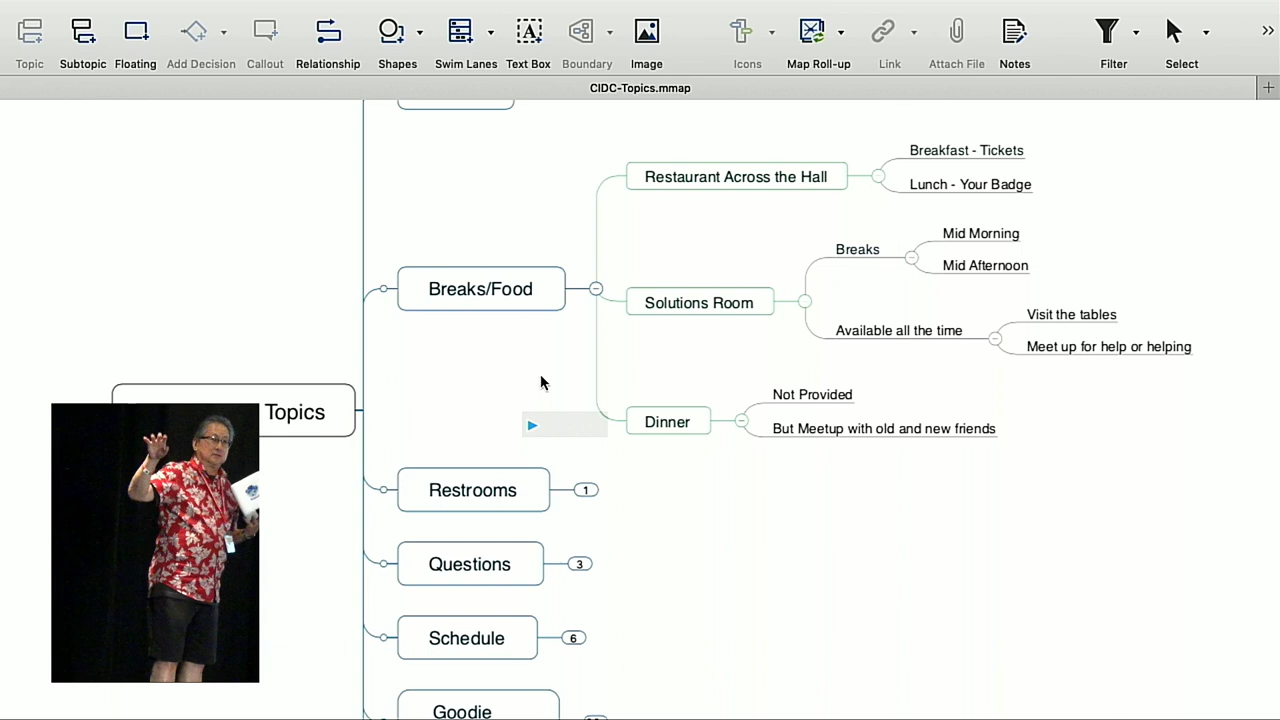 Topic
Subtopic
Floating
Add Decision
Callout
Relationship
Shapes
Swim Lanes
Text Box
Boundary
Image
Icons
Map Roll-up
Link
Attach File
Notes
Filter
Select
CIDC-Topics.mmap
Topics
Breaks/Food
Restaurant Across the Hall
Breakfast - Tickets
Lunch - Your Badge
Solutions Room
Breaks
Mid Morning
Mid Afternoon
Available all the time
Visit the tables
Meet up for help or helping
Dinner
Not Provided
But Meetup with old and new friends
Restrooms
1
Questions
3
Schedule
6
Goodie